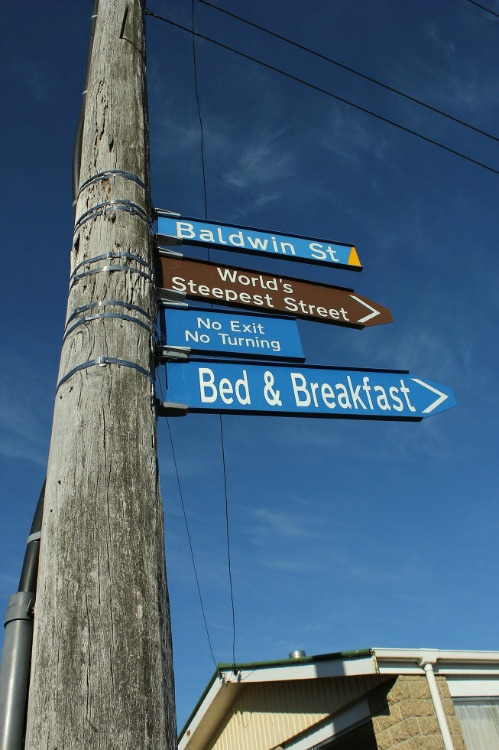 Baldwin St
World's
Steepest Street
No Exit
No Turning
Bed & Breakfast